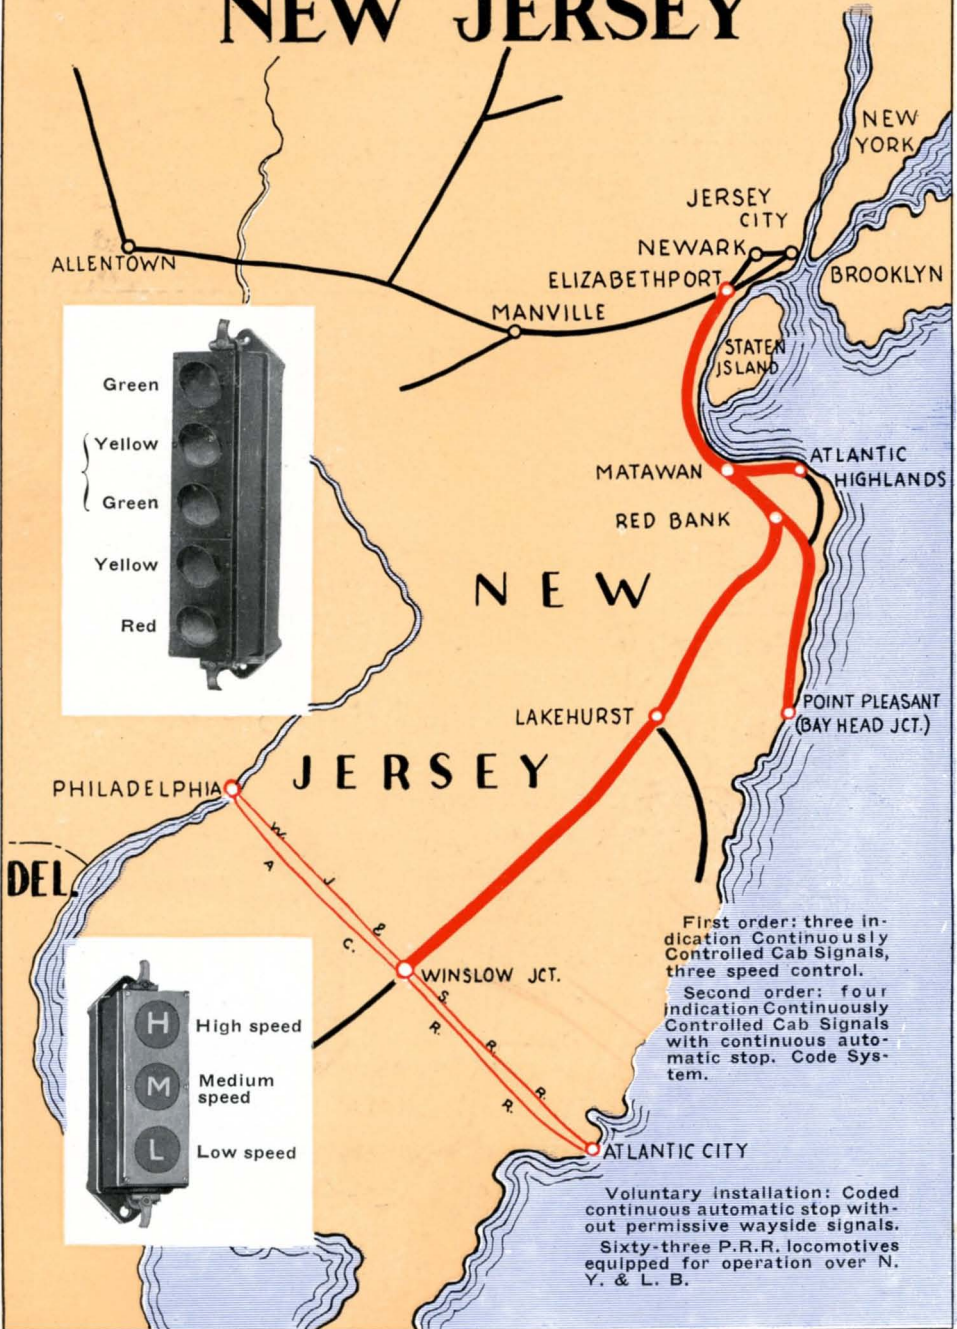 NEW JERSEY
NEW
YORK
JERSEY
CITY
NEWARK
ALLENTOWN
ELIZABETHPORT
BROOKLYN
MANVILLE
STATEN
ISLAND
Green
Yellow
Green
Yellow
Red
ATLANTIC
HIGHLANDS
MATAWAN
RED BANK
NEW
JERSEY
LAKEHURST
POINT PLEASANT
(BAY HEAD JCT.)
PHILADELPHIA
W. J & S. R. R.
A C. R. R.
DEL.
WINSLOW JCT.
First order: three in-
dication Continuously
Controlled Cab Signals,
three speed control.
Second order: four
indication Continuously
Controlled Cab Signals
with continuous auto-
matic stop. Code Sys-
tem.
H High speed
M Medium
speed
L Low speed
ATLANTIC CITY
Voluntary installation: Coded
continuous automatic stop with-
out permissive wayside signals.
Sixty-three P.R.R. locomotives
equipped for operation over N.
Y. & L. B.